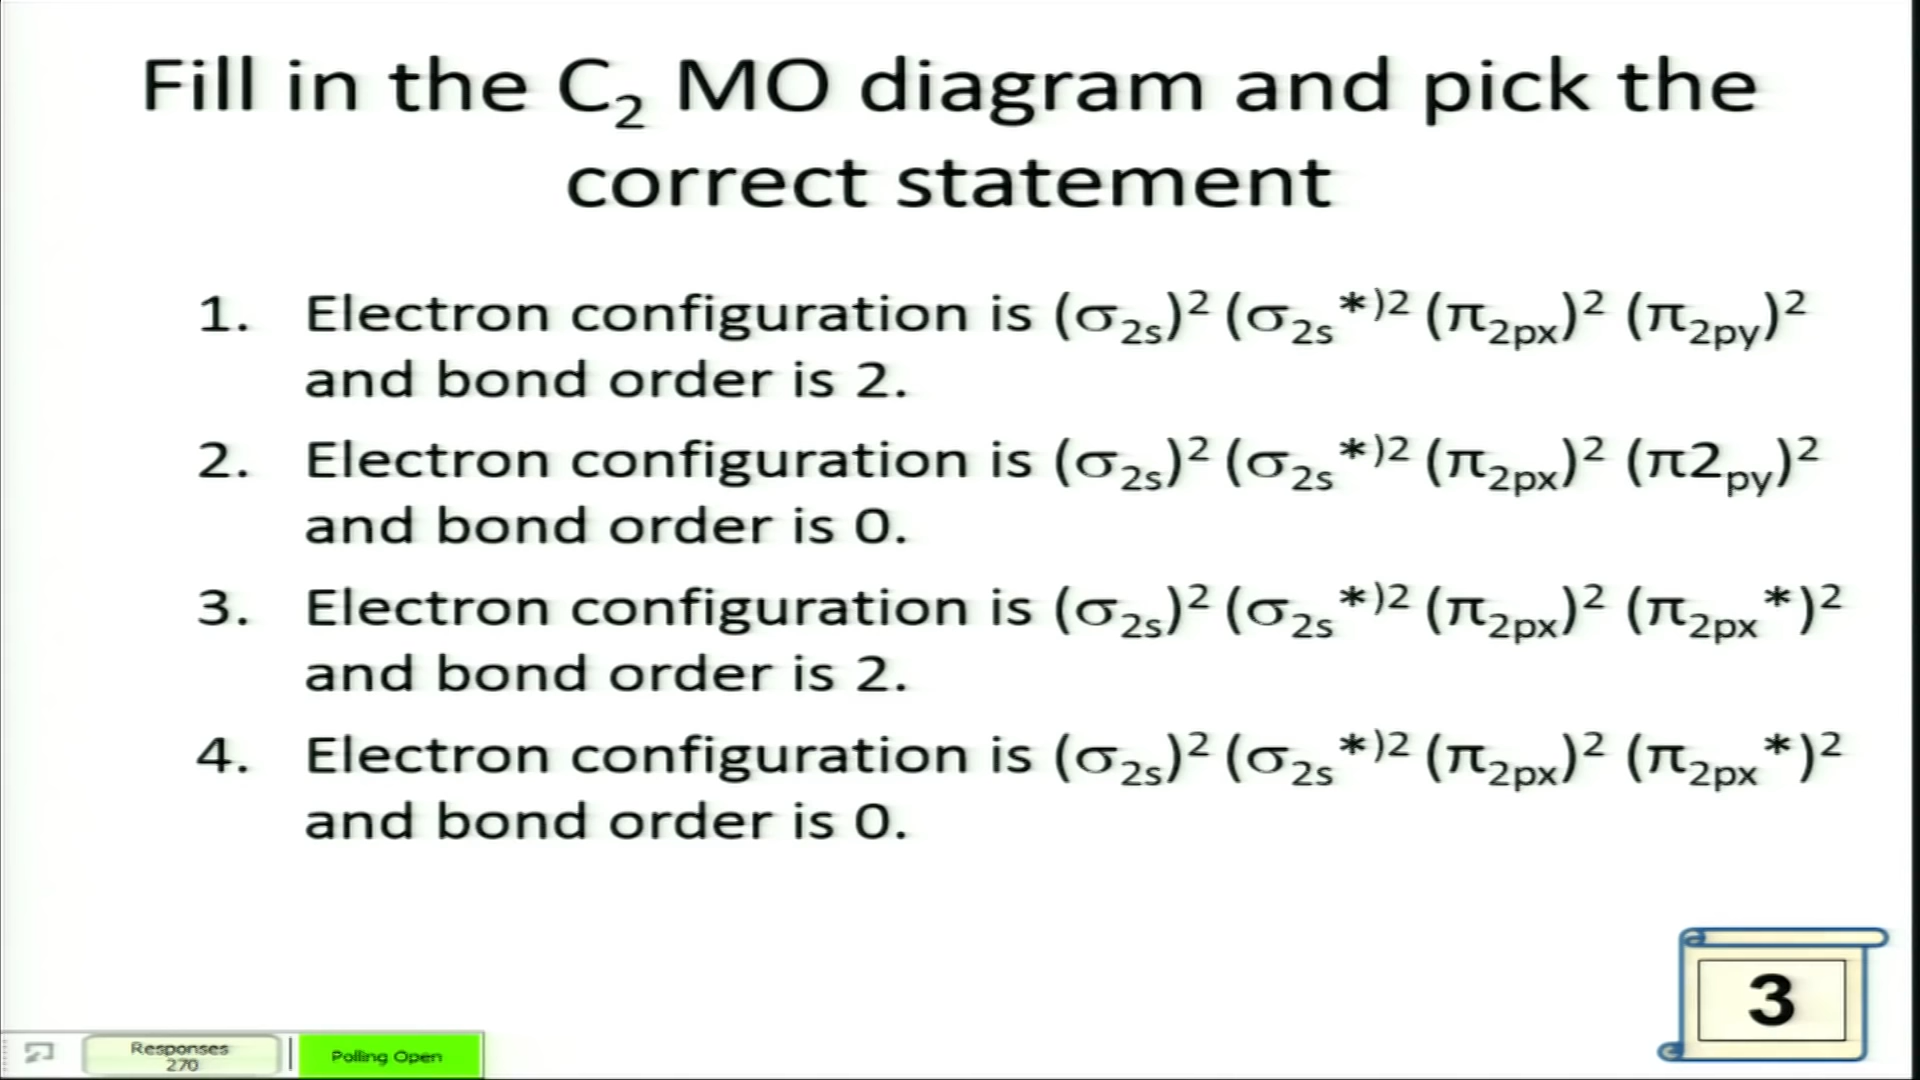 Fill in the C₂ MO diagram and pick the
correct statement
1. Electron configuration is (σ₂ₛ)² (σ₂ₛ*)² (π₂ₚₓ)² (π₂py)²
and bond order is 2.
2. Electron configuration is (σ₂ₛ)² (σ₂ₛ*)² (π₂ₚₓ)² (π2py)²
and bond order is 0.
3. Electron configuration is (σ₂ₛ)² (σ₂ₛ*)² (π₂ₚₓ)² (π₂ₚₓ*)²
and bond order is 2.
4. Electron configuration is (σ₂ₛ)² (σ₂ₛ*)² (π₂ₚₓ)² (π₂ₚₓ*)²
and bond order is 0.
3
Responses
270
Polling Open